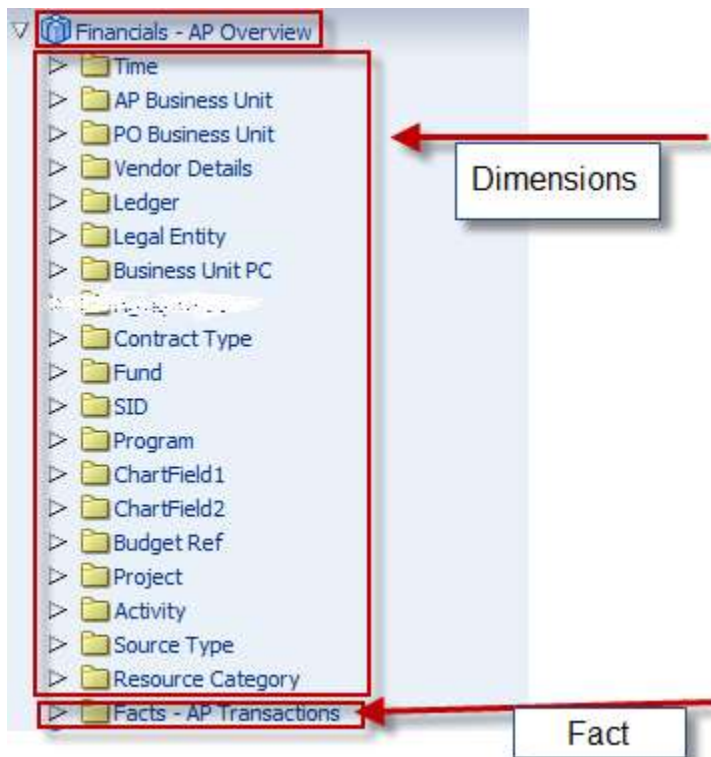 Financials - AP Overview
Time
AP Business Unit
PO Business Unit
Dimensions
Vendor Details
Ledger
Legal Entity
Business Unit PC
Contract Type
Fund
SID
Program
ChartField1
ChartField2
Budget Ref
Project
Activity
Source Type
Resource Category
Facts - AP Transactions
Fact